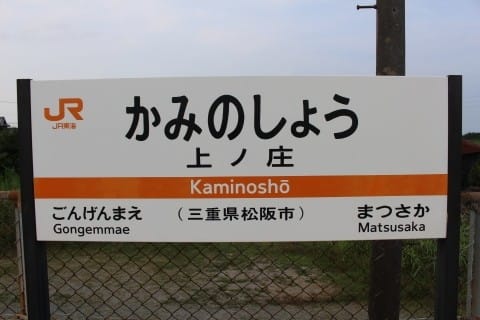 JR
JR東海
かみのしょう
上ノ庄
Kaminoshō
ごんげんまえ
Gongemmae
（三重県松阪市）
まつさか
Matsusaka